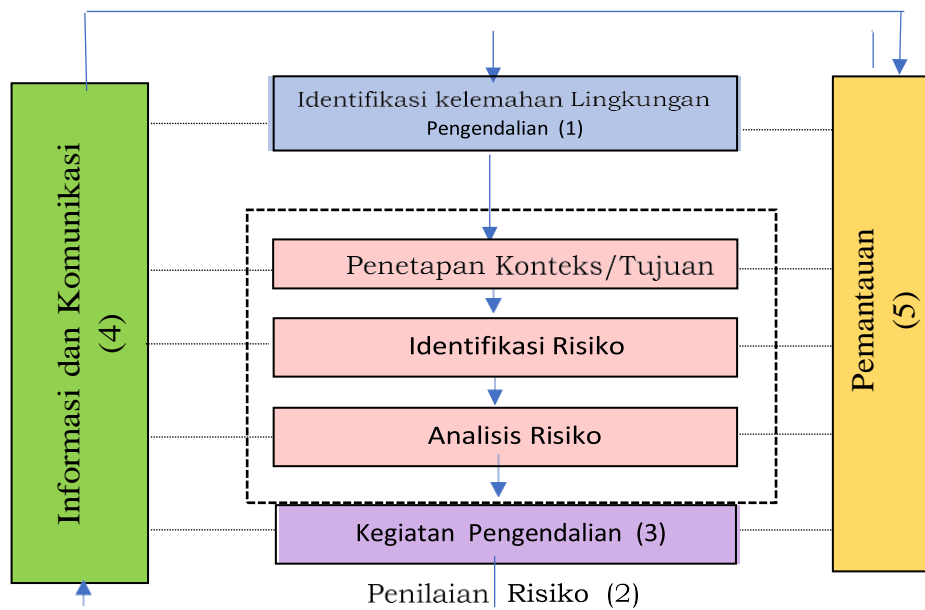 Informasi dan Komunikasi
(4)
Identifikasi kelemahan Lingkungan
Pengendalian (1)
Penetapan Konteks/Tujuan
Identifikasi Risiko
Analisis Risiko
Kegiatan Pengendalian (3)
Penilaian Risiko (2)
Pemantauan
(5)